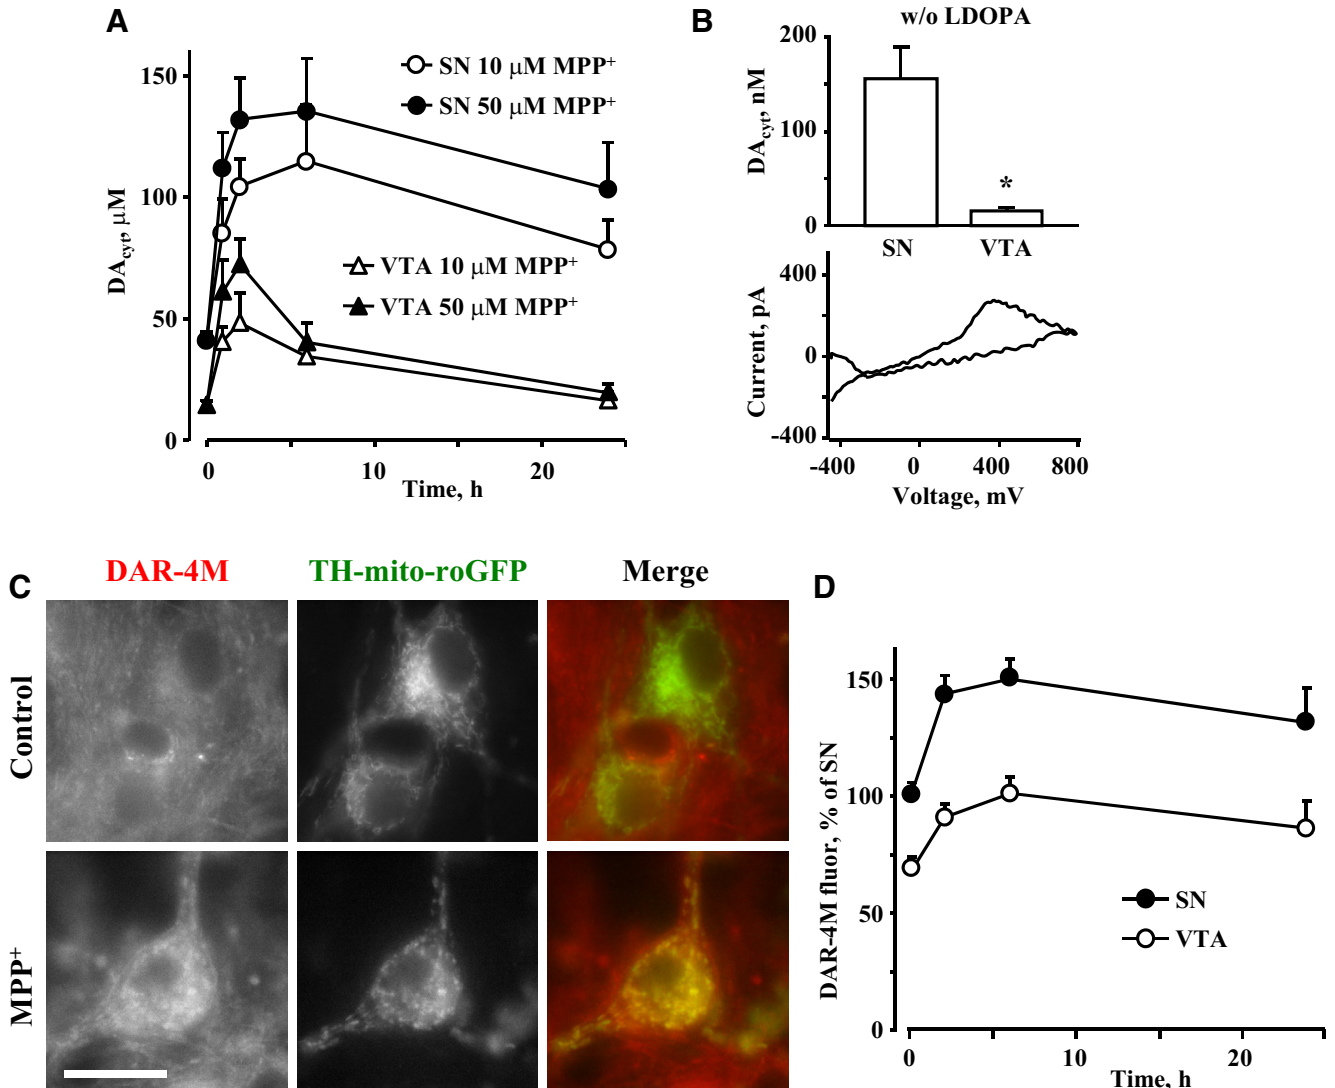 A
SN 10 μM MPP⁺
SN 50 μM MPP⁺
VTA 10 μM MPP⁺
VTA 50 μM MPP⁺
DAcyt, μM
150
100
50
0
0 10 20
Time, h
B
w/o LDOPA
DAcyt, nM
200
100
0
*
SN VTA
Current, pA
400
0
-400
-400 0 400 800
Voltage, mV
C
DAR-4M TH-mito-roGFP Merge
Control
MPP⁺
D
DAR-4M fluor, % of SN
150
100
50
0
SN
VTA
0 10 20
Time, h